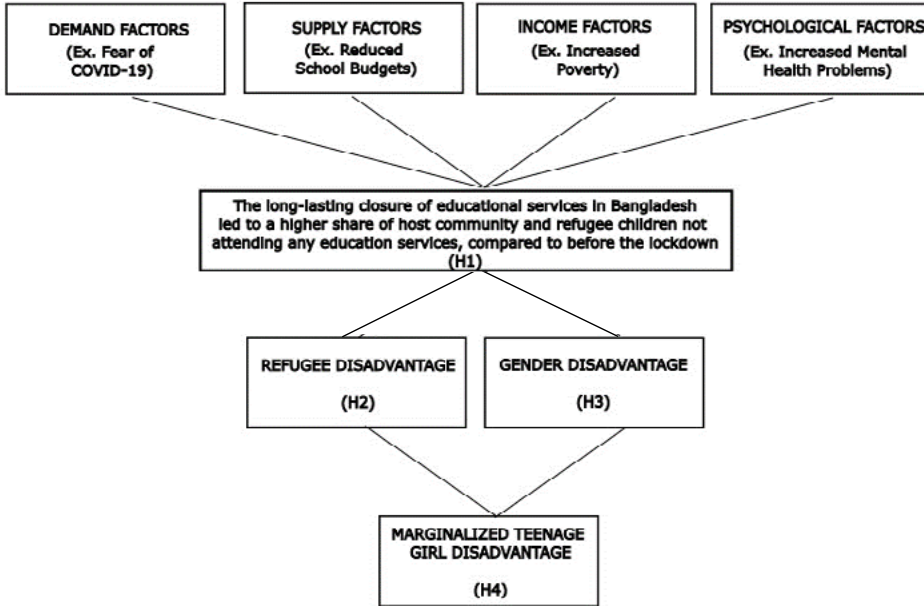 DEMAND FACTORS
(Ex. Fear of
COVID-19)
SUPPLY FACTORS
(Ex. Reduced
School Budgets)
INCOME FACTORS
(Ex. Increased
Poverty)
PSYCHOLOGICAL FACTORS
(Ex. Increased Mental
Health Problems)
The long-lasting closure of educational services in Bangladesh
led to a higher share of host community and refugee children not
attending any education services, compared to before the lockdown
(H1)
REFUGEE DISADVANTAGE
(H2)
GENDER DISADVANTAGE
(H3)
MARGINALIZED TEENAGE
GIRL DISADVANTAGE
(H4)